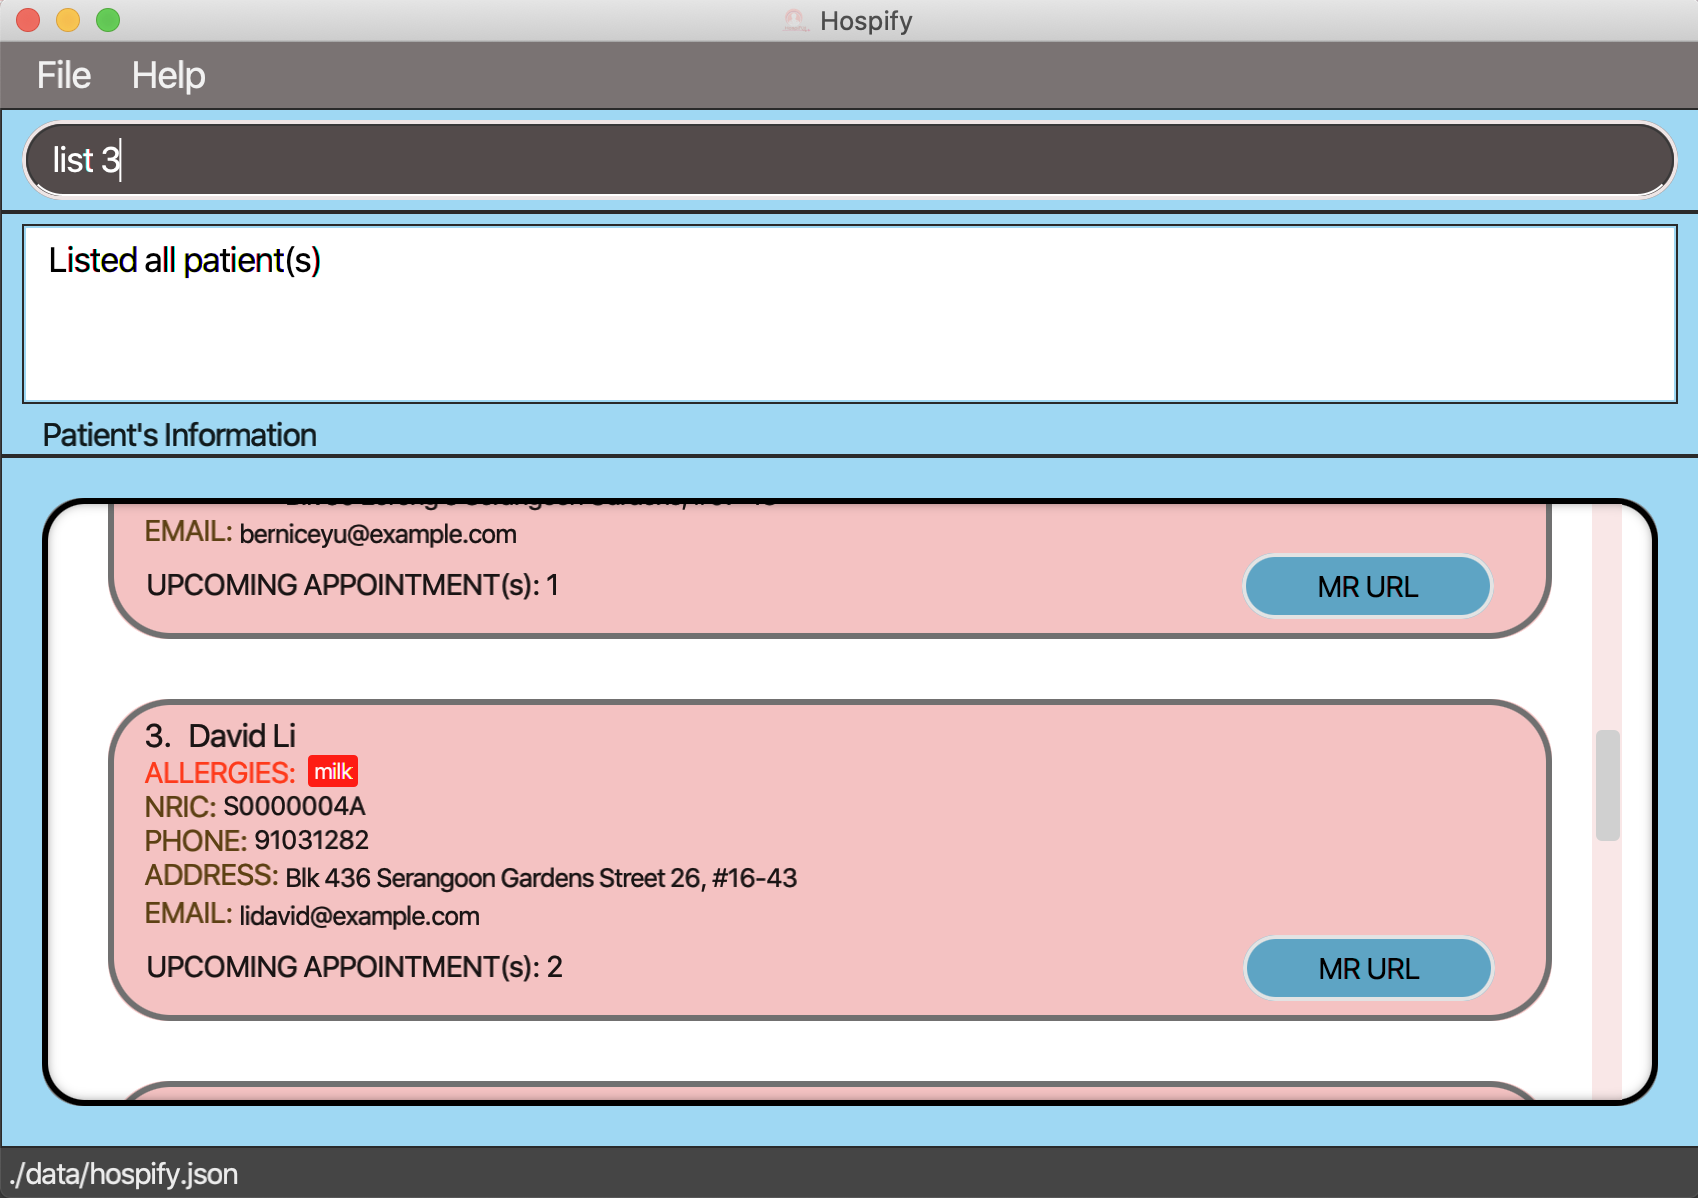 Hospify
File Help
list 3
Listed all patient(s)
Patient's Information
EMAIL: berniceyu@example.com
UPCOMING APPOINTMENT(s): 1
MR URL
3. David Li
ALLERGIES: milk
NRIC: S0000004A
PHONE: 91031282
ADDRESS: Blk 436 Serangoon Gardens Street 26, #16-43
EMAIL: lidavid@example.com
UPCOMING APPOINTMENT(s): 2
MR URL
./data/hospify.json